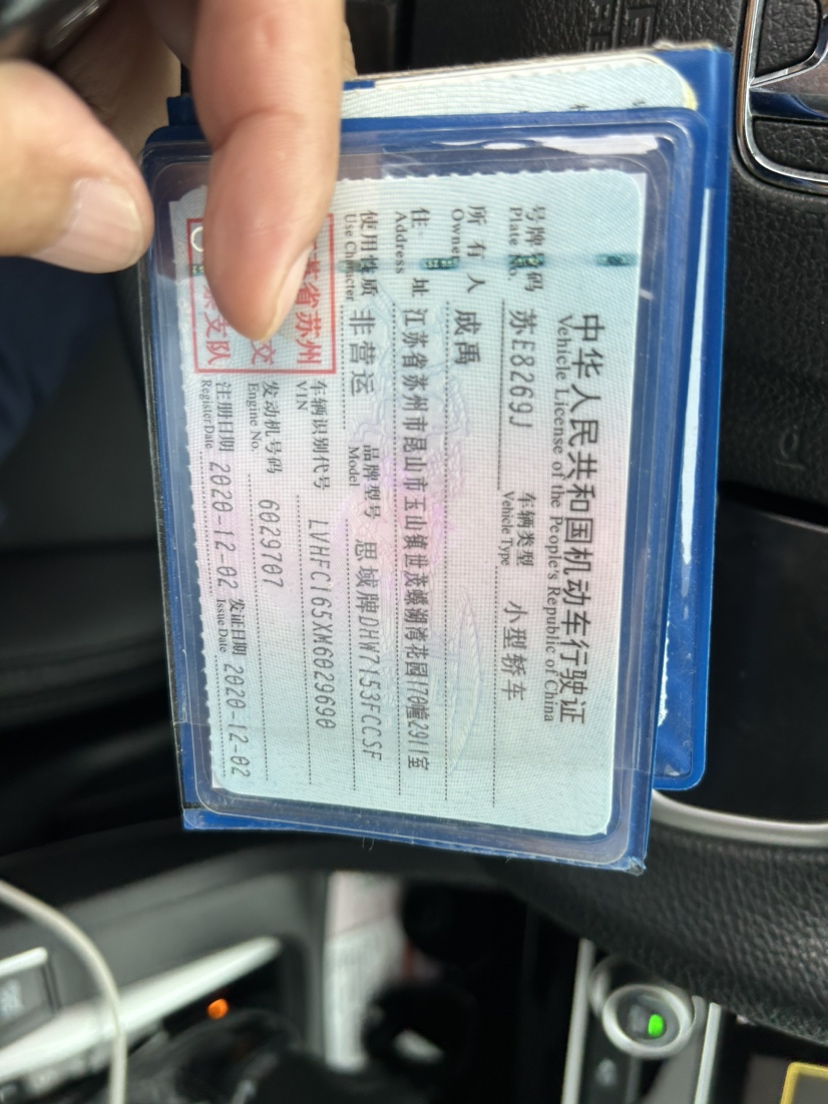 中华人民共和国机动车行驶证
Vehicle License of the People's Republic of China
号牌号码 苏E8269J 车辆类型 小型轿车
Plate No. Vehicle Type
所有人 成禹
Owner
住址 江苏省苏州市昆山市玉山镇世茂蝶湖湾花园170幢2911室
Address
使用性质 非营运 品牌型号 思域牌DHW7153FCCSF
Use Character Model
车辆识别代号 LVHFC165XM6029690
VIN
发动机号码 6029707
Engine No.
注册日期 2020-12-02 发证日期 2020-12-02
Register Date Issue Date
省苏州
交
支队